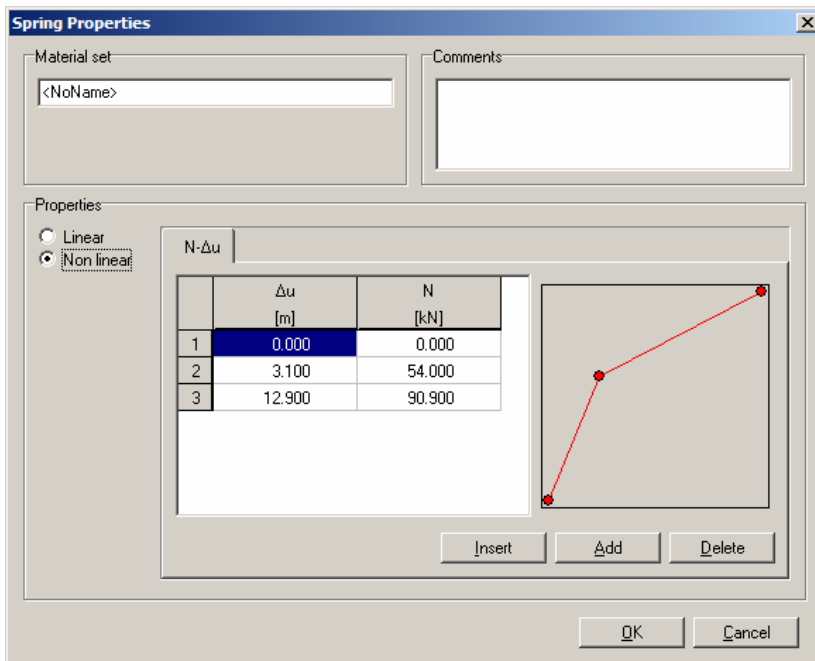 Spring Properties
Material set
<NoName>
Comments
Properties
Linear
Non linear
N-Δu
Δu N
[m] [kN]
1 0.000 0.000
2 3.100 54.000
3 12.900 90.900
Insert Add Delete
OK Cancel